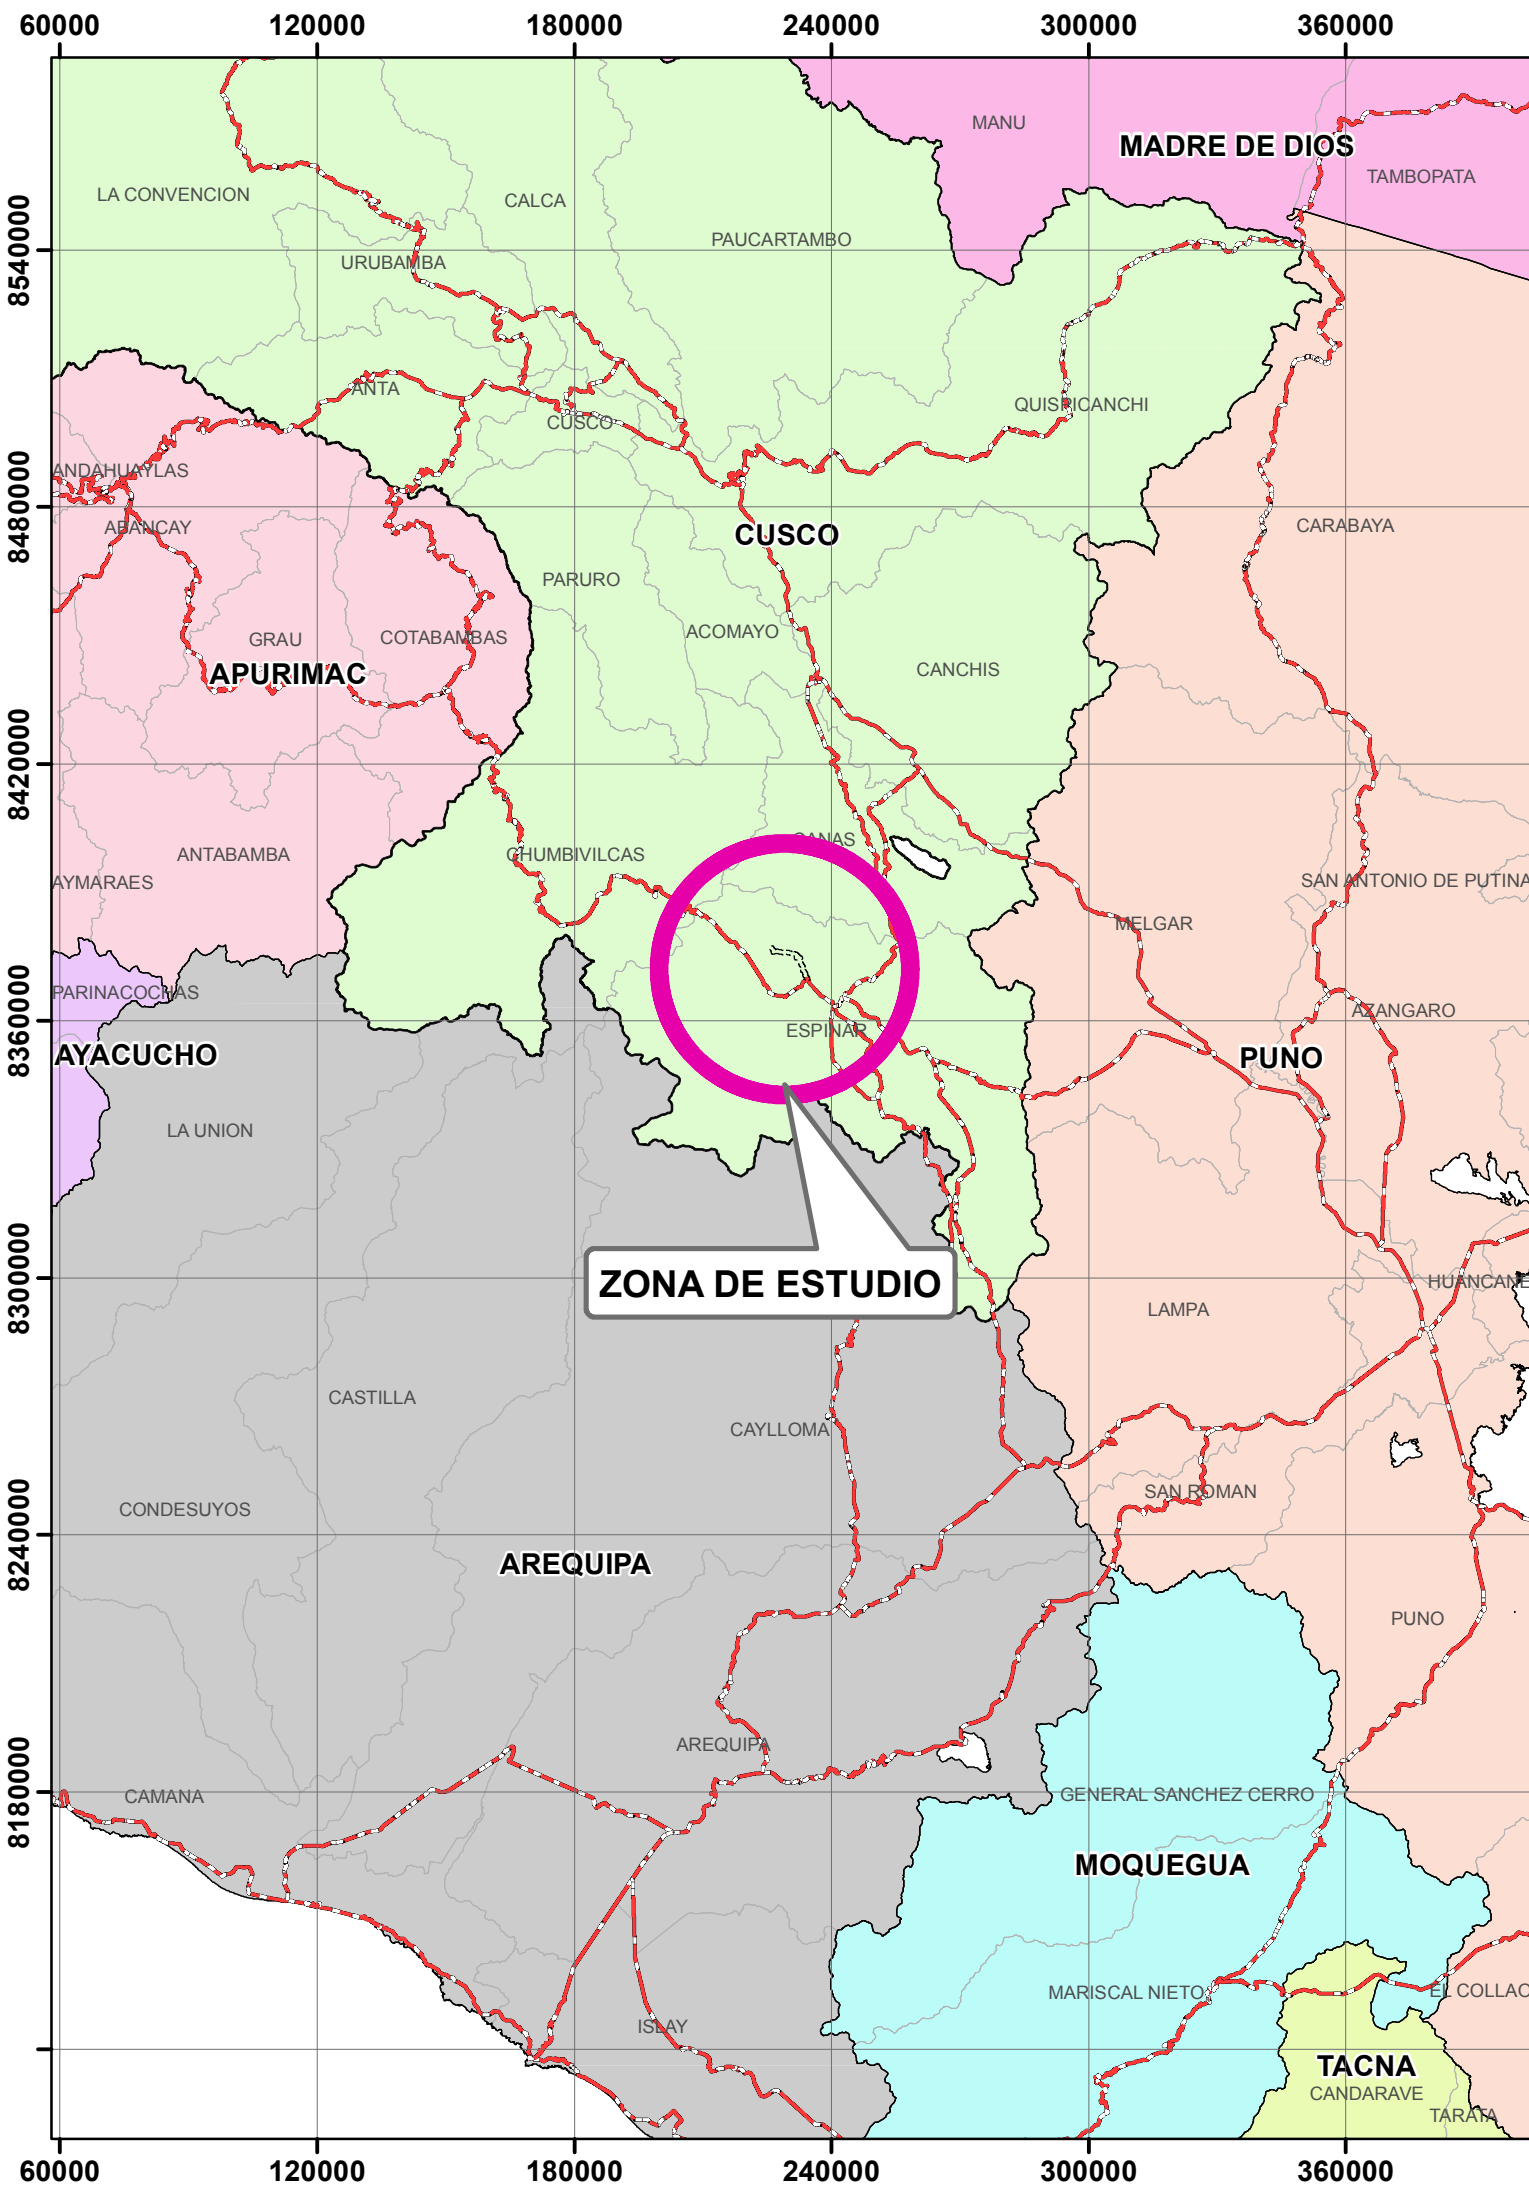 60000 120000 180000 240000 300000 360000
MANU
MADRE DE DIOS
TAMBOPATA
LA CONVENCION
CALCA
8540000
PAUCARTAMBO
URUBAMBA
ANTA
CUSCO
QUISPICANCHI
ANDAHUAYLAS
8480000
ABANCAY
CUSCO
CARABAYA
PARURO
GRAU
COTABAMBAS
ACOMAYO
APURIMAC
CANCHIS
8420000
CANAS
ANTABAMBA
CHUMBIVILCAS
AYMARAES
SAN ANTONIO DE PUTINA
MELGAR
PARINACOCHAS
8360000
AZANGARO
ESPINAR
AYACUCHO
PUNO
LA UNION
8300000
ZONA DE ESTUDIO
HUANCANE
LAMPA
CASTILLA
CAYLLOMA
SAN ROMAN
CONDESUYOS
8240000
AREQUIPA
PUNO
AREQUIPA
8180000
CAMANA
GENERAL SANCHEZ CERRO
MOQUEGUA
MARISCAL NIETO
EL COLLAO
ISLAY
TACNA
CANDARAVE
TARATA
60000 120000 180000 240000 300000 360000